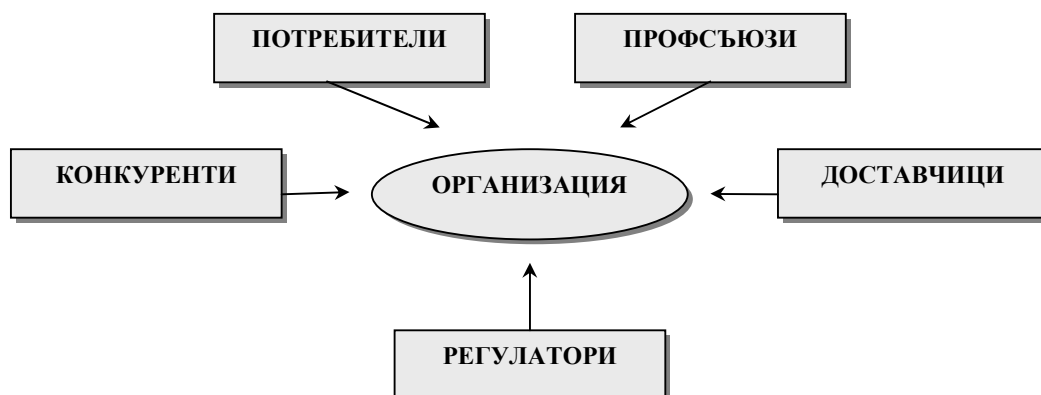 ПОТРЕБИТЕЛИ
ПРОФСЪЮЗИ
КОНКУРЕНТИ
ОРГАНИЗАЦИЯ
ДОСТАВЧИЦИ
РЕГУЛАТОРИ